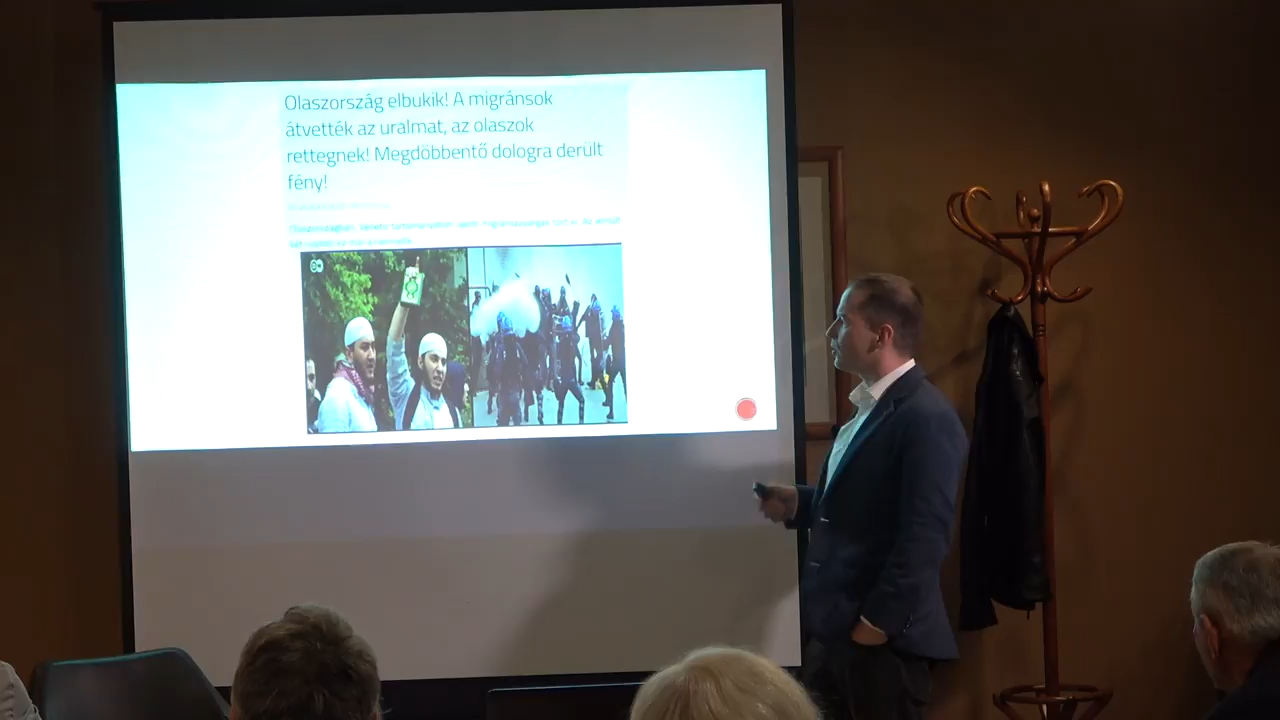 Olaszország elbukik! A migránsok
átvették az uralmat, az olaszok
rettegnek! Megdöbbentő dologra derült
fény!